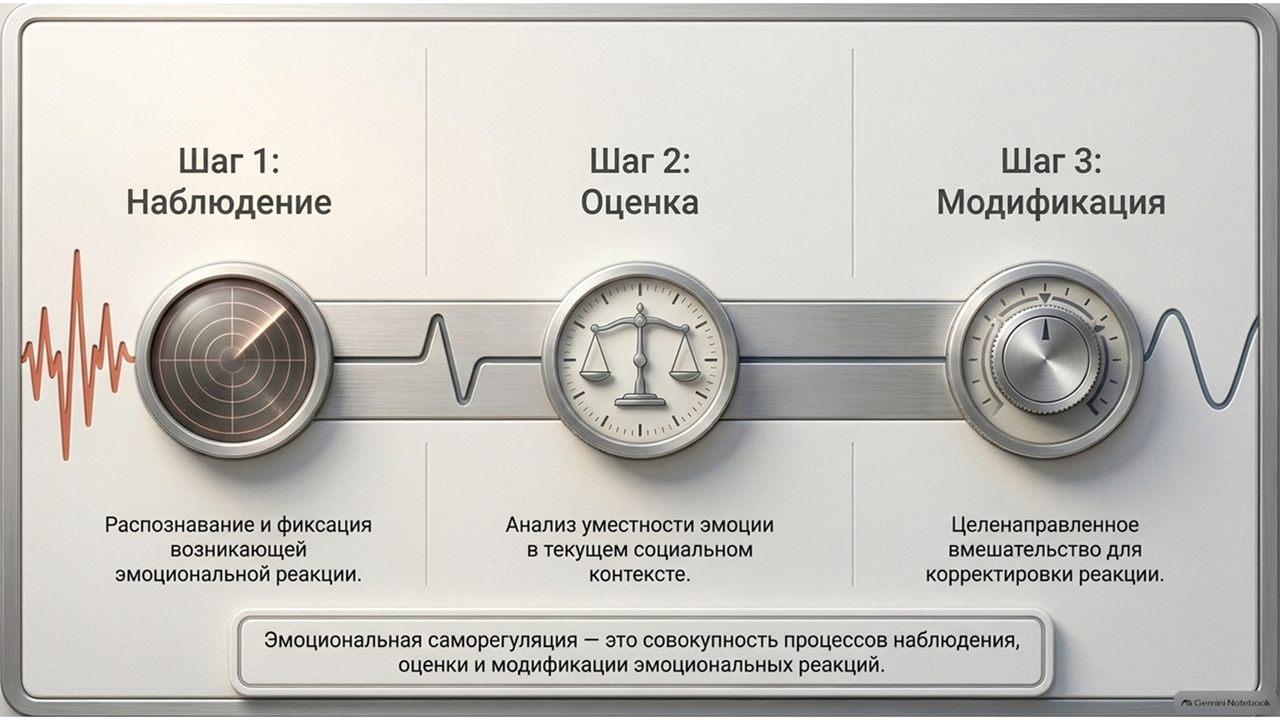 Шаг 1:
Наблюдение
Шаг 2:
Оценка
Шаг 3:
Модификация
Распознавание и фиксация
возникающей
эмоциональной реакции.
Анализ уместности эмоции
в текущем социальном
контексте.
Целенаправленное
вмешательство для
корректировки реакции.
Эмоциональная саморегуляция — это совокупность процессов наблюдения,
оценки и модификации эмоциональных реакций.
Gemini Notebook